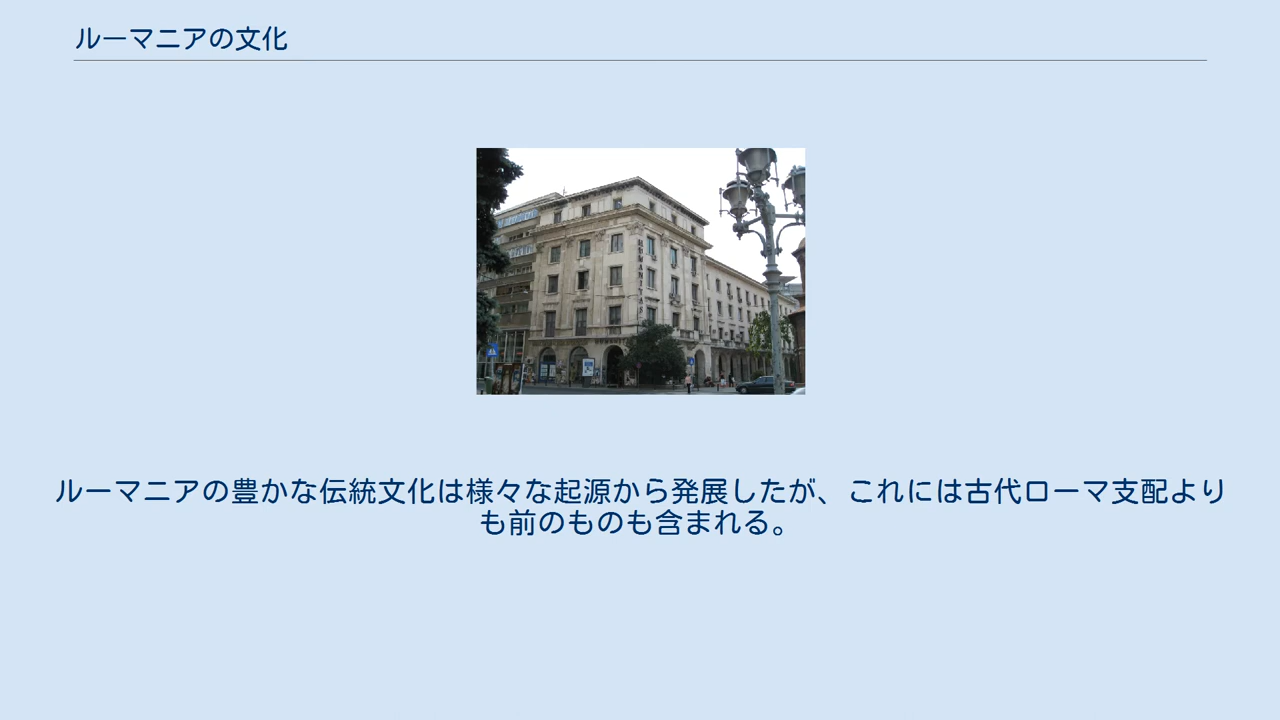 ルーマニアの文化
HUMANITAS
ルーマニアの豊かな伝統文化は様々な起源から発展したが、これには古代ローマ支配より
も前のものも含まれる。